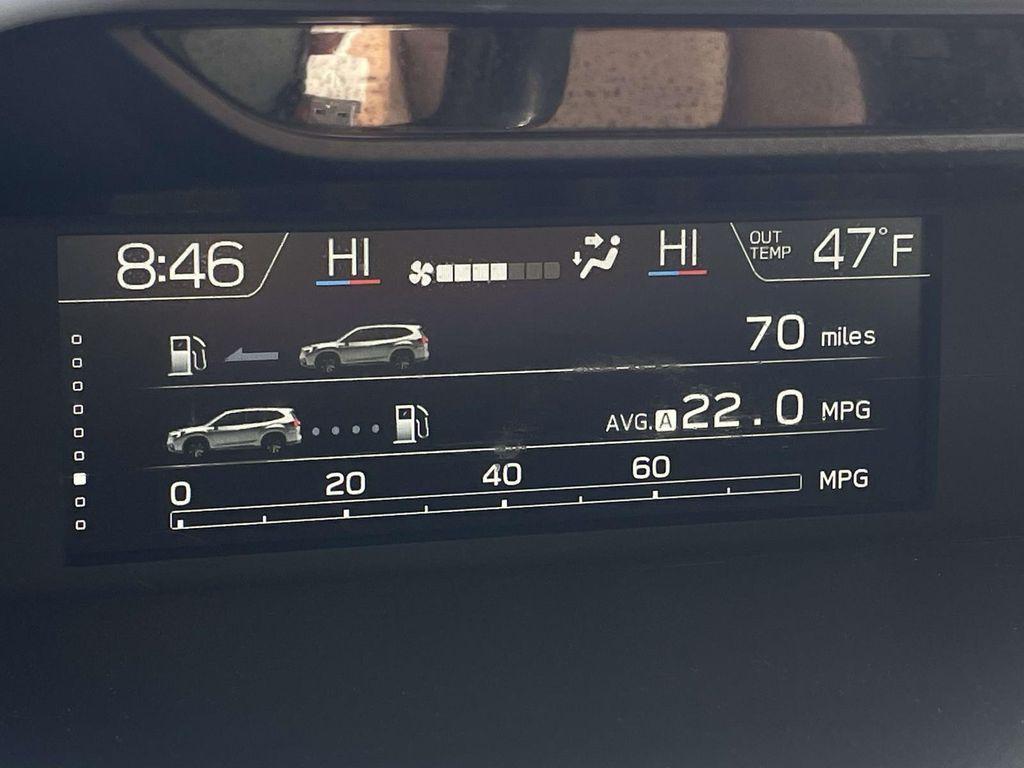 8:46 HI HI OUT TEMP 47°F
70 miles
AVG. A 22.0 MPG
0 20 40 60 MPG